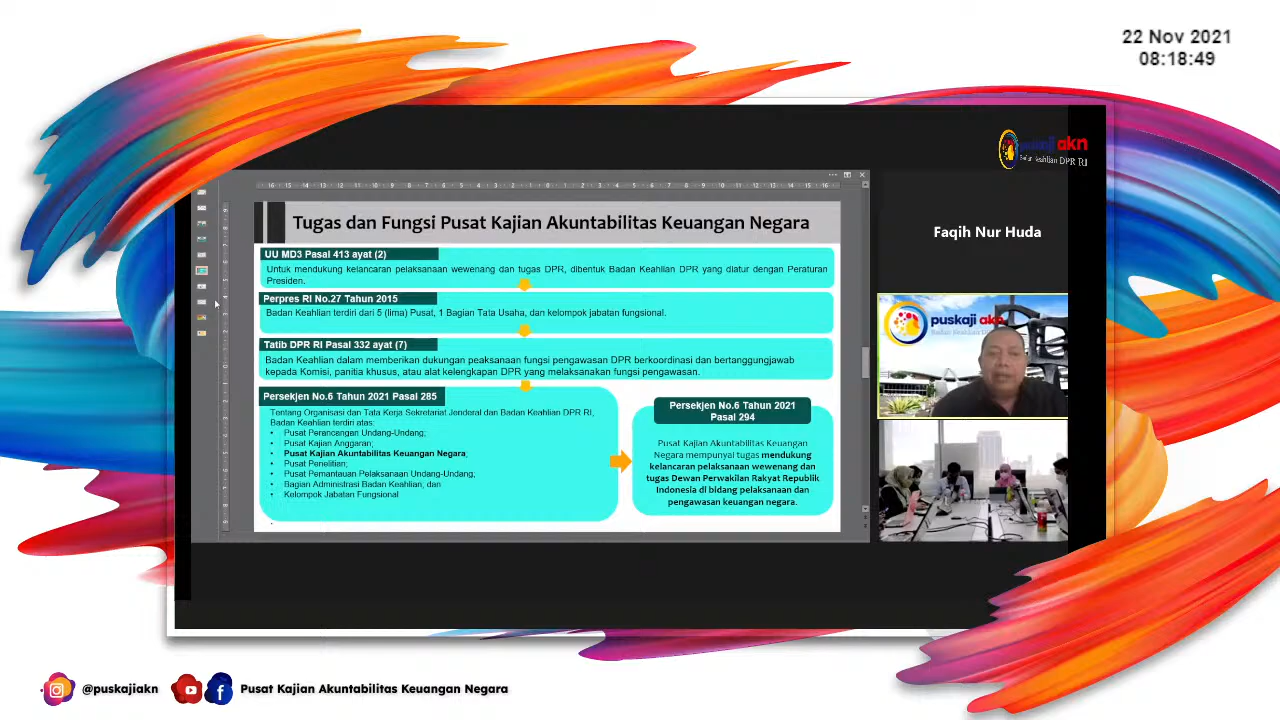 22 Nov 2021
08:18:49
puskaji akn
Badan Keahlian DPR RI
Tugas dan Fungsi Pusat Kajian Akuntabilitas Keuangan Negara
UU MD3 Pasal 413 ayat (2)
Untuk mendukung kelancaran pelaksanaan wewenang dan tugas DPR, dibentuk Badan Keahlian DPR yang diatur dengan Peraturan
Presiden.
Perpres RI No.27 Tahun 2015
Badan Keahlian terdiri dari 5 (lima) Pusat, 1 Bagian Tata Usaha, dan kelompok jabatan fungsional.
Tatib DPR RI Pasal 332 ayat (7)
Badan Keahlian dalam memberikan dukungan peaksanaan fungsi pengawasan DPR berkoordinasi dan bertanggungjawab
kepada Komisi, panitia khusus, atau alat kelengkapan DPR yang melaksanakan fungsi pengawasan.
Persekjen No.6 Tahun 2021 Pasal 285
Tentang Organisasi dan Tata Kerja Sekretariat Jenderal dan Badan Keahlian DPR RI,
Badan Keahlian terdiri atas:
• Pusat Perancangan Undang-Undang;
• Pusat Kajian Anggaran;
• Pusat Kajian Akuntabilitas Keuangan Negara;
• Pusat Penelitian;
• Pusat Pemantauan Pelaksanaan Undang-Undang;
• Bagian Administrasi Badan Keahlian; dan
• Kelompok Jabatan Fungsional
Persekjen No.6 Tahun 2021
Pasal 294
Pusat Kajian Akuntabilitas Keuangan
Negara mempunyai tugas mendukung
kelancaran pelaksanaan wewenang dan
tugas Dewan Perwakilan Rakyat Republik
Indonesia di bidang pelaksanaan dan
pengawasan keuangan negara.
Faqih Nur Huda
puskaji akn
@puskajiakn
Pusat Kajian Akuntabilitas Keuangan Negara